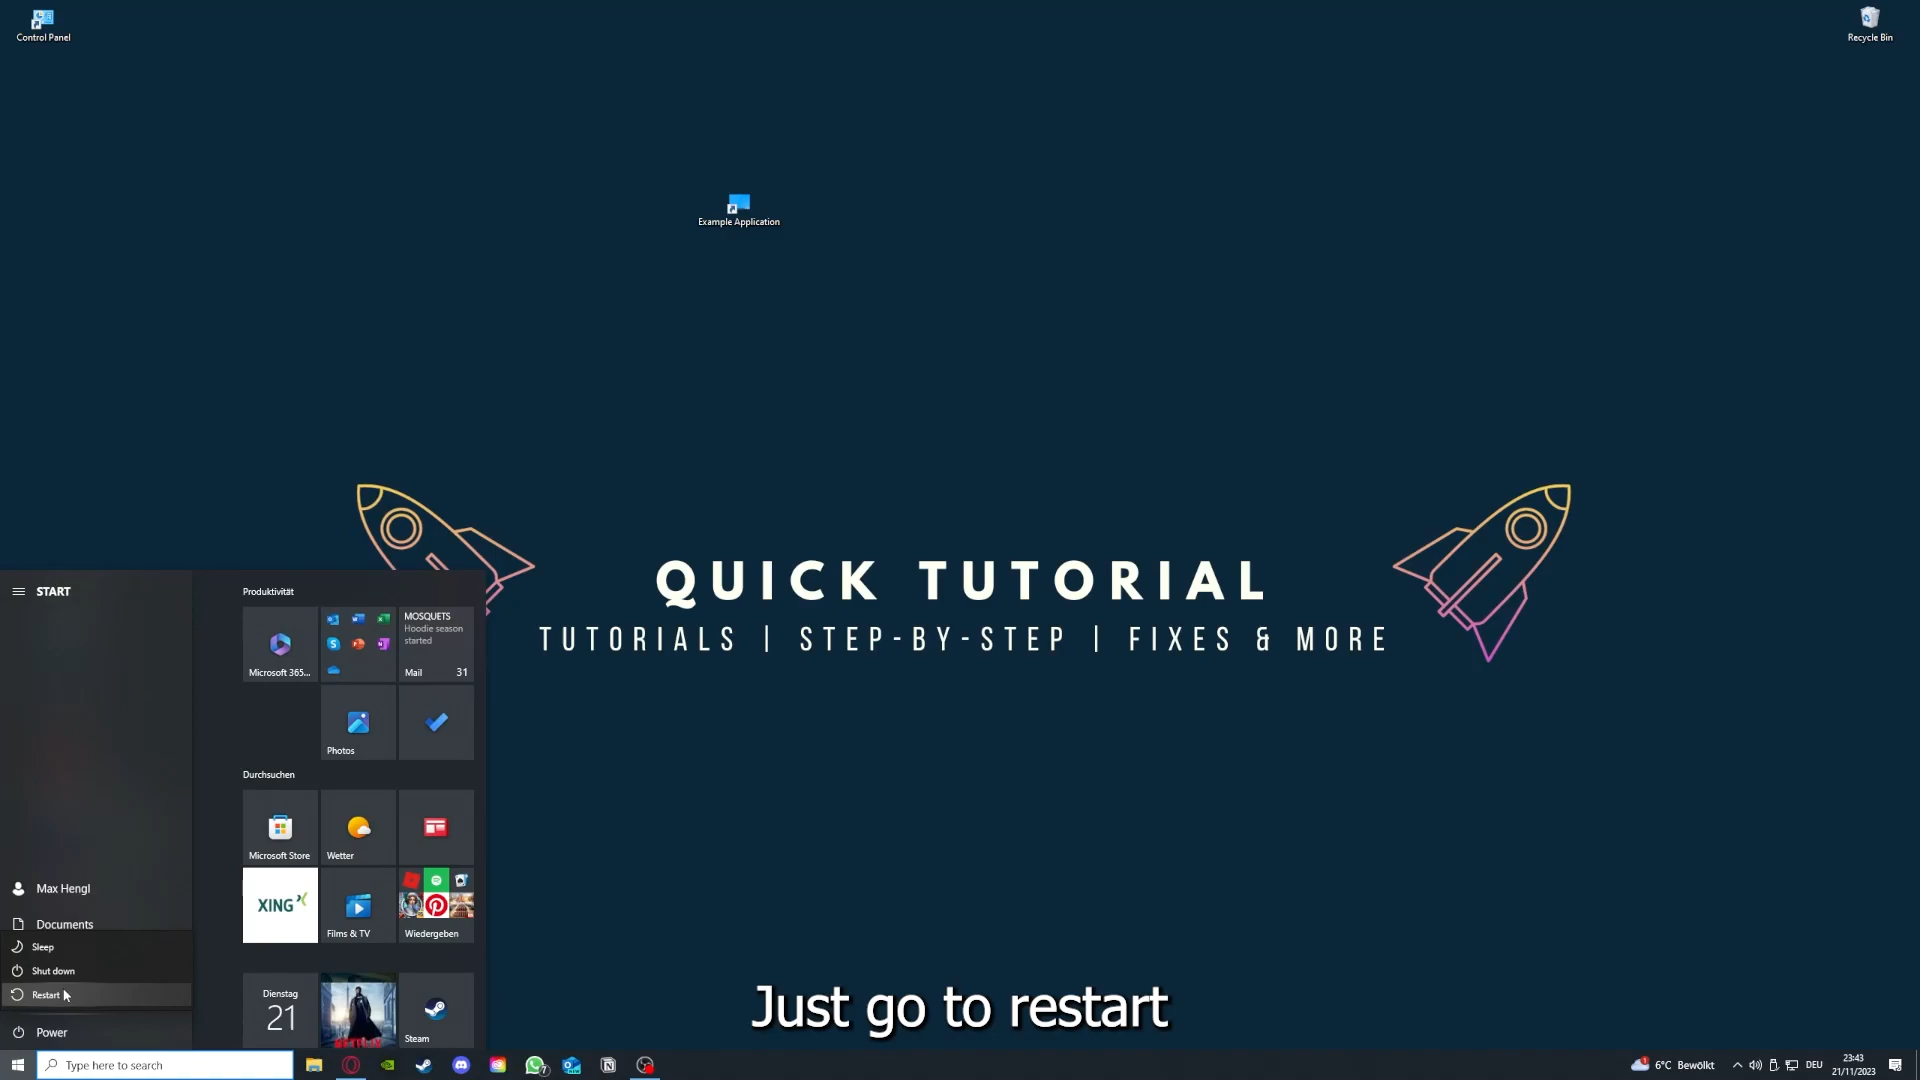 Control Panel
Recycle Bin
Example Application
QUICK TUTORIAL
TUTORIALS | STEP-BY-STEP | FIXES & MORE
START
Produktivität
Microsoft 365...
MOSQUETS
Hoodie season
started
Mail 31
Photos
Durchsuchen
Microsoft Store
Wetter
XING
Films & TV
Wiedergeben
Max Hengl
Documents
Sleep
Shut down
Restart
Power
Dienstag
21
NETFLIX
Steam
Just go to restart
Type here to search
7
1
6°C Bewölkt
DEU
23:43
21/11/2023